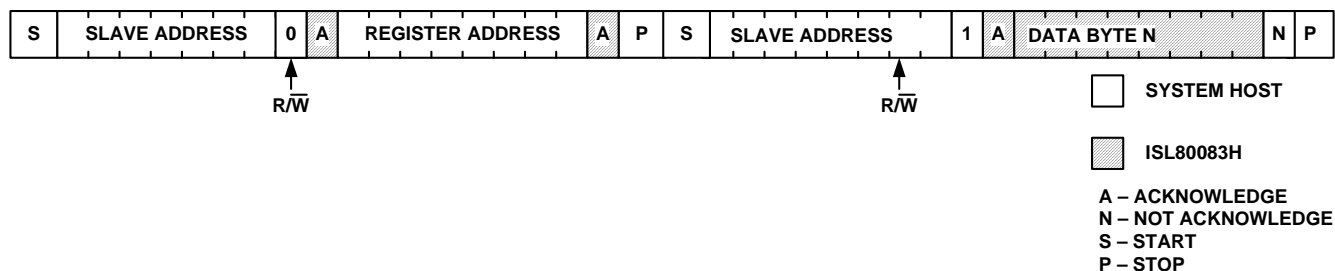 S SLAVE ADDRESS 0 A REGISTER ADDRESS A P S SLAVE ADDRESS 1 A DATA BYTE N N P
R/W̅ R/W̅
SYSTEM HOST
ISL80083H
A – ACKNOWLEDGE
N – NOT ACKNOWLEDGE
S – START
P – STOP